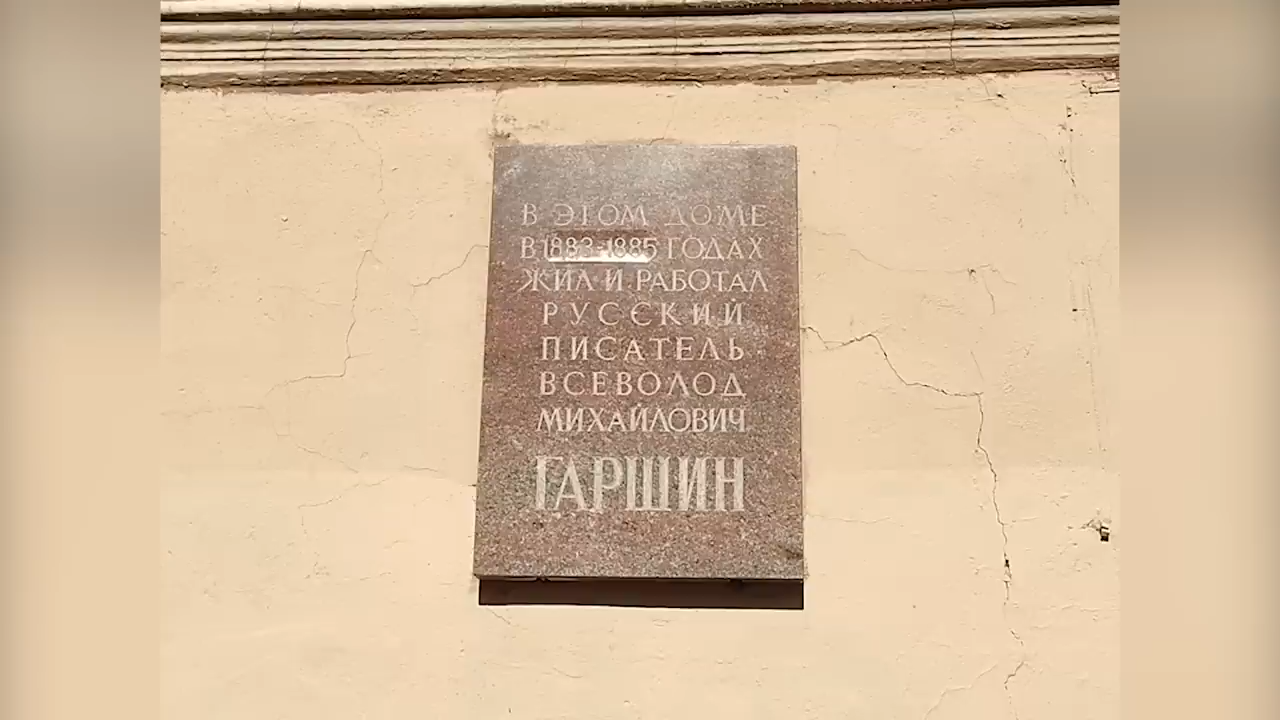 В ЭТОМ ДОМЕ
В 1883-1885 ГОДАХ
ЖИЛ И РАБОТАЛ
РУССКИЙ
ПИСАТЕЛЬ
ВСЕВОЛОД
МИХАЙЛОВИЧ
ГАРШИН